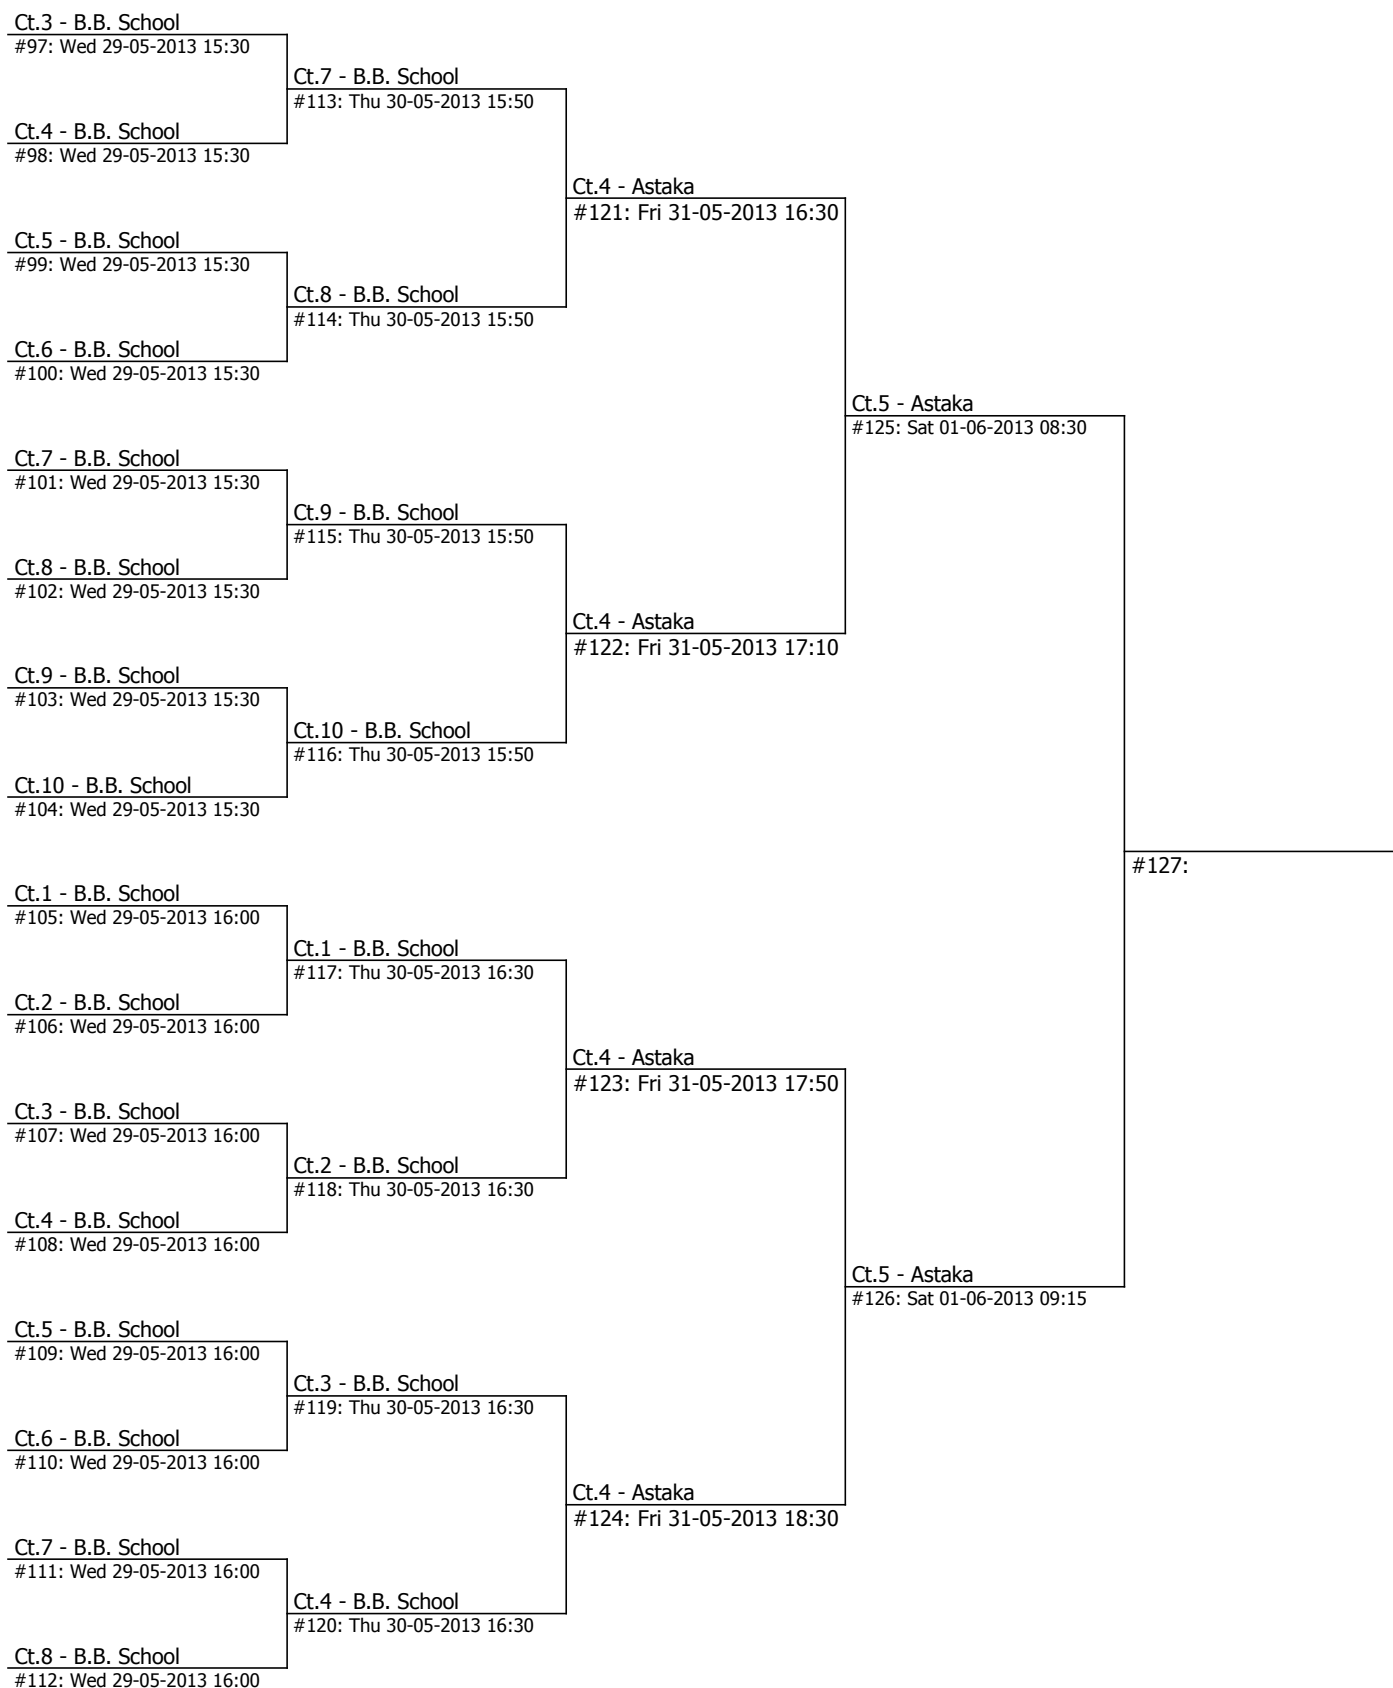 Ct.3 - B.B. School
#97: Wed 29-05-2013 15:30
Ct.7 - B.B. School
#113: Thu 30-05-2013 15:50
Ct.4 - B.B. School
#98: Wed 29-05-2013 15:30
Ct.4 - Astaka
#121: Fri 31-05-2013 16:30
Ct.5 - B.B. School
#99: Wed 29-05-2013 15:30
Ct.8 - B.B. School
#114: Thu 30-05-2013 15:50
Ct.6 - B.B. School
#100: Wed 29-05-2013 15:30
Ct.5 - Astaka
#125: Sat 01-06-2013 08:30
Ct.7 - B.B. School
#101: Wed 29-05-2013 15:30
Ct.9 - B.B. School
#115: Thu 30-05-2013 15:50
Ct.8 - B.B. School
#102: Wed 29-05-2013 15:30
Ct.4 - Astaka
#122: Fri 31-05-2013 17:10
Ct.9 - B.B. School
#103: Wed 29-05-2013 15:30
Ct.10 - B.B. School
#116: Thu 30-05-2013 15:50
Ct.10 - B.B. School
#104: Wed 29-05-2013 15:30
#127:
Ct.1 - B.B. School
#105: Wed 29-05-2013 16:00
Ct.1 - B.B. School
#117: Thu 30-05-2013 16:30
Ct.2 - B.B. School
#106: Wed 29-05-2013 16:00
Ct.4 - Astaka
#123: Fri 31-05-2013 17:50
Ct.3 - B.B. School
#107: Wed 29-05-2013 16:00
Ct.2 - B.B. School
#118: Thu 30-05-2013 16:30
Ct.4 - B.B. School
#108: Wed 29-05-2013 16:00
Ct.5 - Astaka
#126: Sat 01-06-2013 09:15
Ct.5 - B.B. School
#109: Wed 29-05-2013 16:00
Ct.3 - B.B. School
#119: Thu 30-05-2013 16:30
Ct.6 - B.B. School
#110: Wed 29-05-2013 16:00
Ct.4 - Astaka
#124: Fri 31-05-2013 18:30
Ct.7 - B.B. School
#111: Wed 29-05-2013 16:00
Ct.4 - B.B. School
#120: Thu 30-05-2013 16:30
Ct.8 - B.B. School
#112: Wed 29-05-2013 16:00